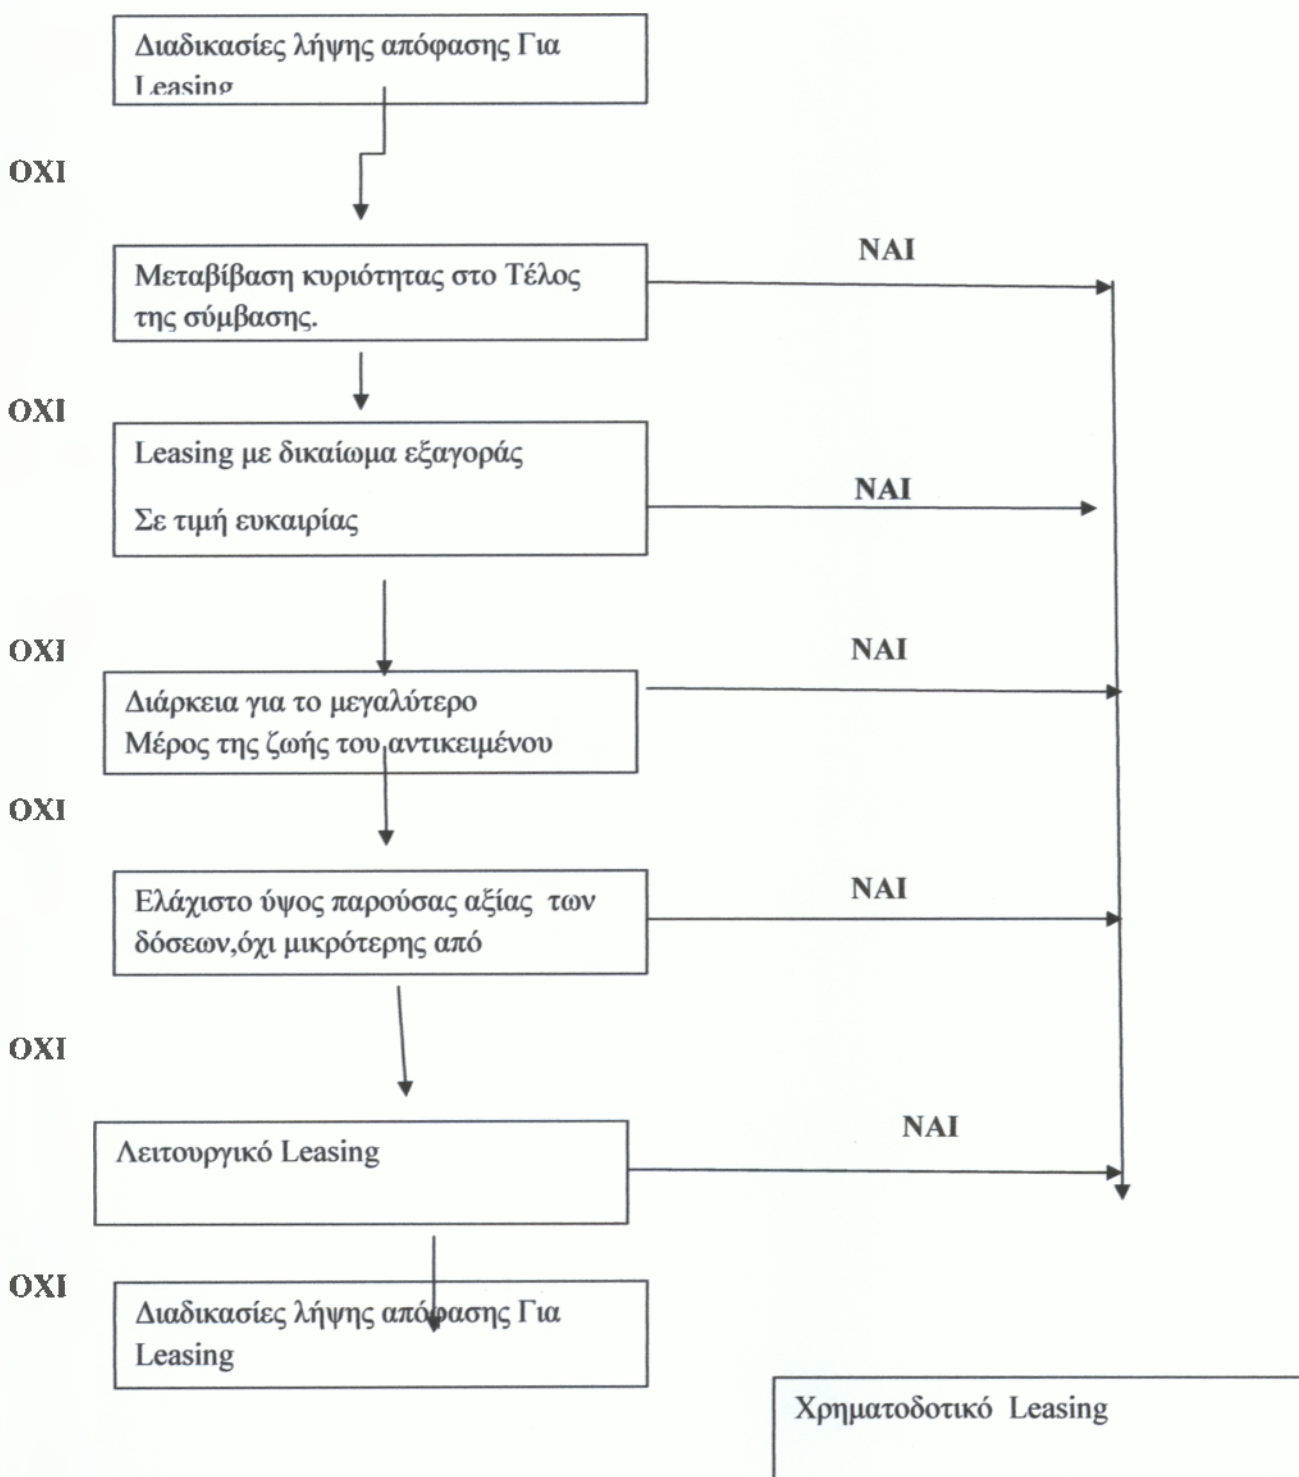 Διαδικασίες λήψης απόφασης Για
Leasing
ΟΧΙ
ΝΑΙ
Μεταβίβαση κυριότητας στο Τέλος
της σύμβασης.
ΟΧΙ
Leasing με δικαίωμα εξαγοράς
ΝΑΙ
Σε τιμή ευκαιρίας
ΟΧΙ
ΝΑΙ
Διάρκεια για το μεγαλύτερο
Μέρος της ζωής του αντικειμένου
ΟΧΙ
ΝΑΙ
Ελάχιστο ύψος παρούσας αξίας των
δόσεων,όχι μικρότερης από
ΟΧΙ
ΝΑΙ
Λειτουργικό Leasing
ΟΧΙ
Διαδικασίες λήψης απόφασης Για
Leasing
Χρηματοδοτικό Leasing